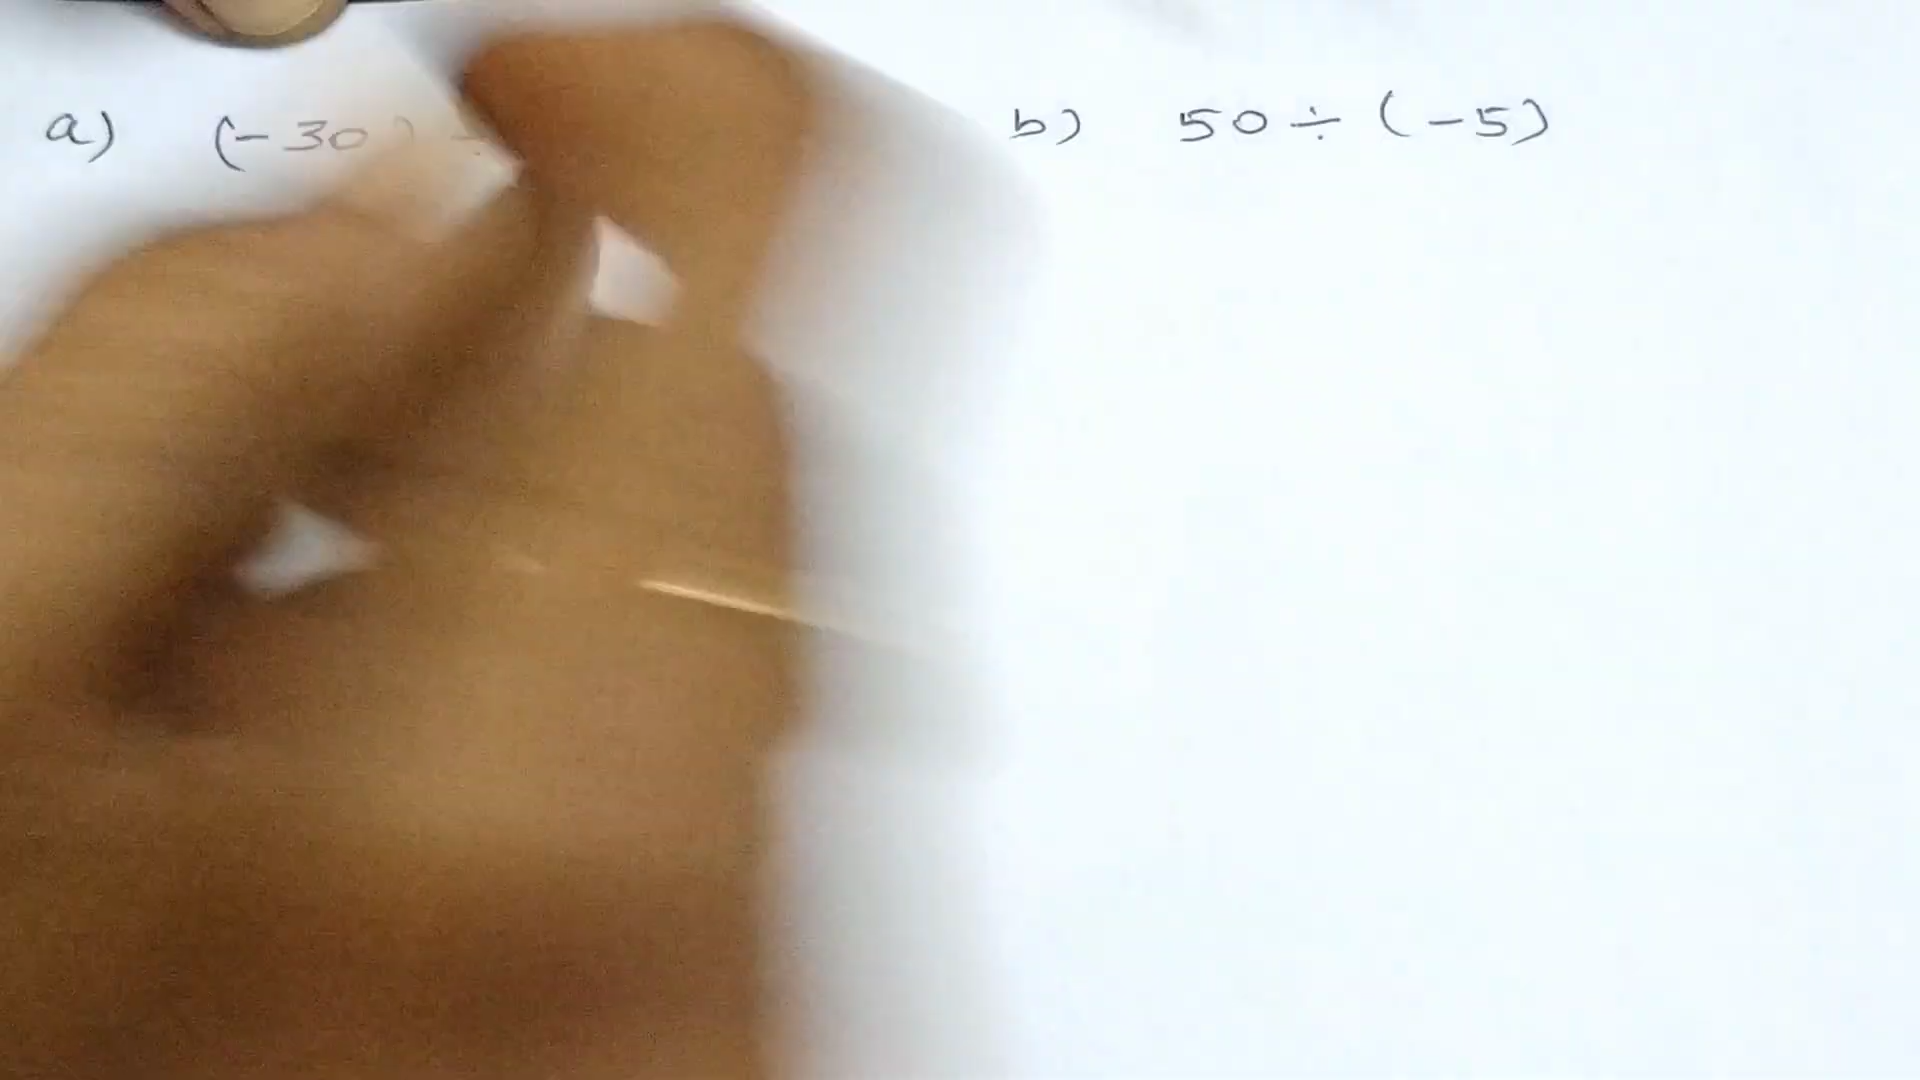 a) (-30) ÷
b) 50 ÷ (-5)